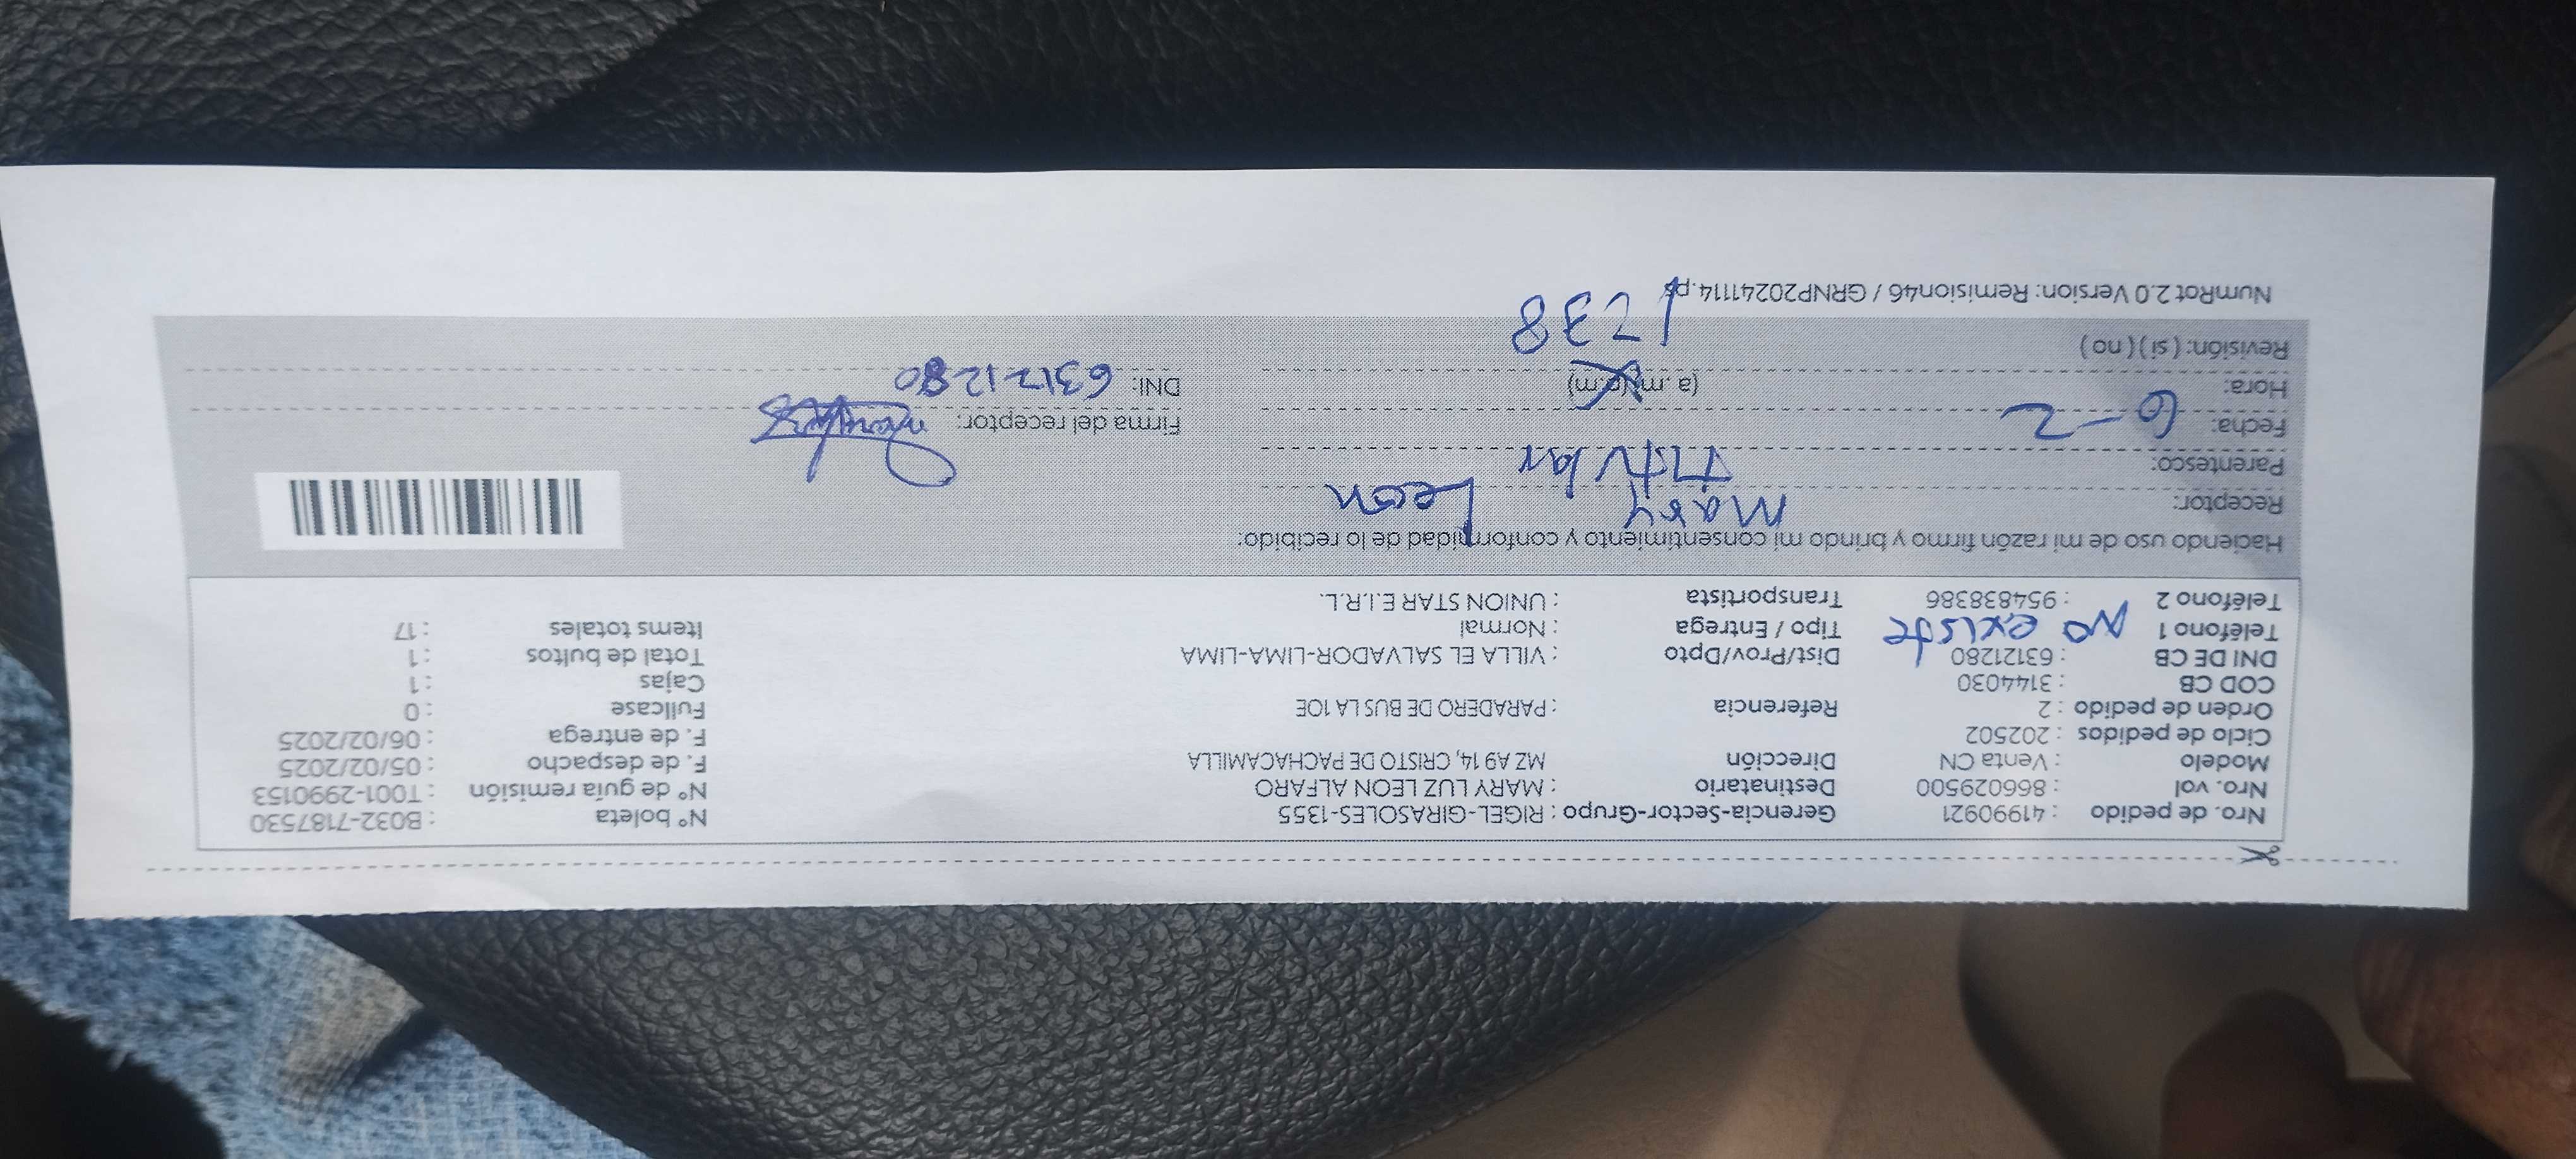 Nro. de pedido : 41990921 Gerencia-Sector-Grupo : RIGEL-GIRASOLES-1355 N° boleta : B032-7187530
Nro. vol : 866029500 Destinatario : MARY LUZ LEON ALFARO N° de guía remisión : T001-2990153
Modelo : Venta CN Dirección MZ A9 14, CRISTO DE PACHACAMILLA F. de despacho : 05/02/2025
Ciclo de pedidos : 202502 F. de entrega : 06/02/2025
Orden de pedido : 2 Referencia : PARADERO DE BUS LA 10E Fullcase : 0
COD CB : 3144030 Cajas : 1
DNI DE CB : 63121280 Dist/Prov/Dpto : VILLA EL SALVADOR-LIMA-LIMA Total de bultos : 1
Teléfono 1 No existe Tipo / Entrega : Normal Items totales : 17
Teléfono 2 : 954838386 Transportista : UNION STAR E.I.R.L.
Haciendo uso de mi razón firmo y brindo mi consentimiento y conformidad de lo recibido:
Receptor: Mary Leon
Parentesco: Titular
Fecha: 6-2 Firma del receptor:
Hora: (a.m)(p.m) DNI: 63121280
Revisión: ( si ) ( no ) 1238
NumRot 2.0 Version: Remision46 / GRNP20241114.ps